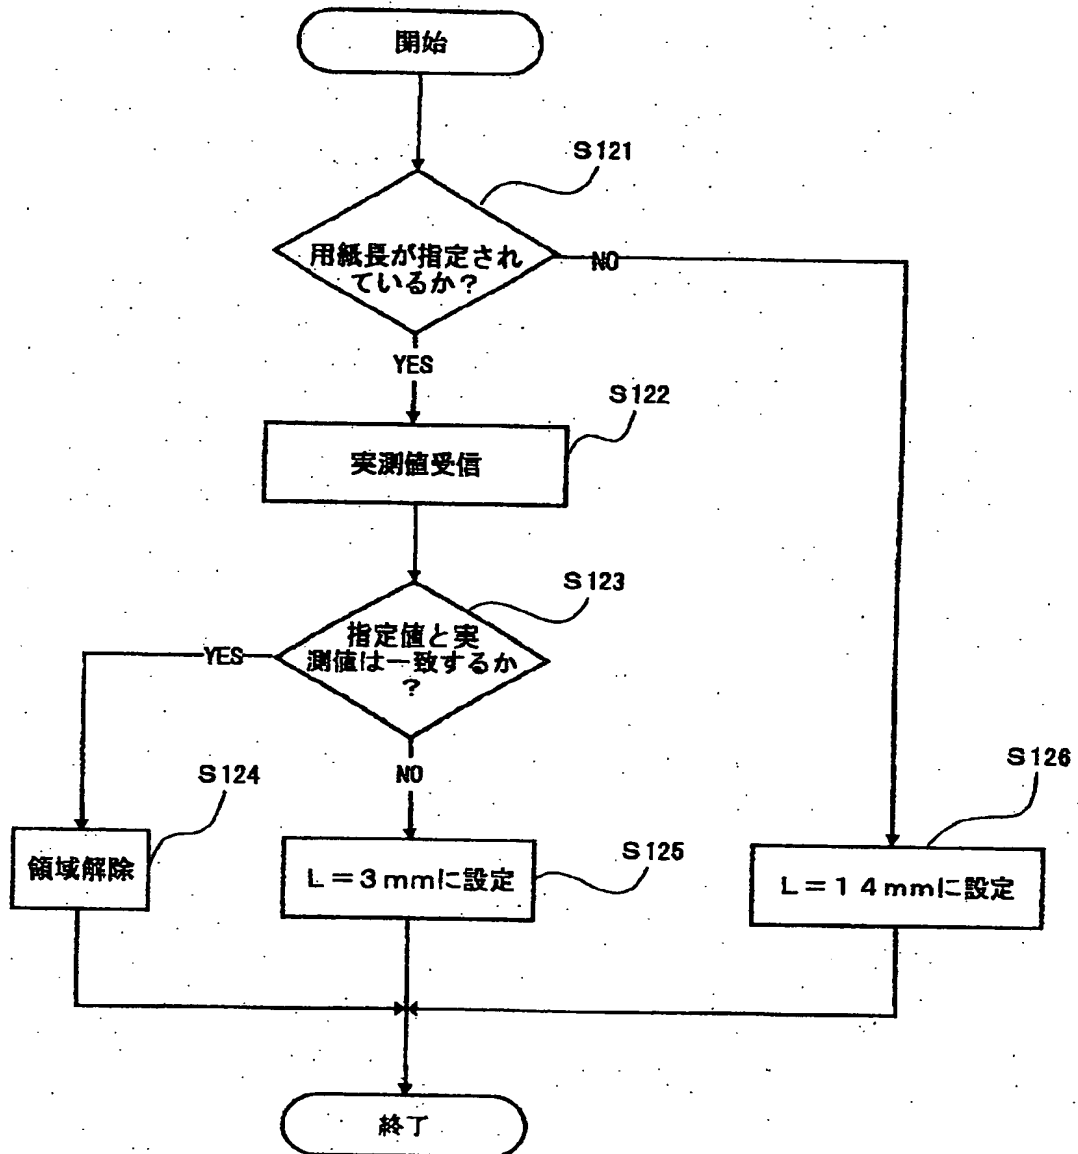 開始
S121
用紙長が指定され
ているか？
NO
YES
S122
実測値受信
S123
指定値と実
測値は一致するか
？
YES
NO
S124
領域解除
S125
L＝3mmに設定
S126
L＝14mmに設定
終了